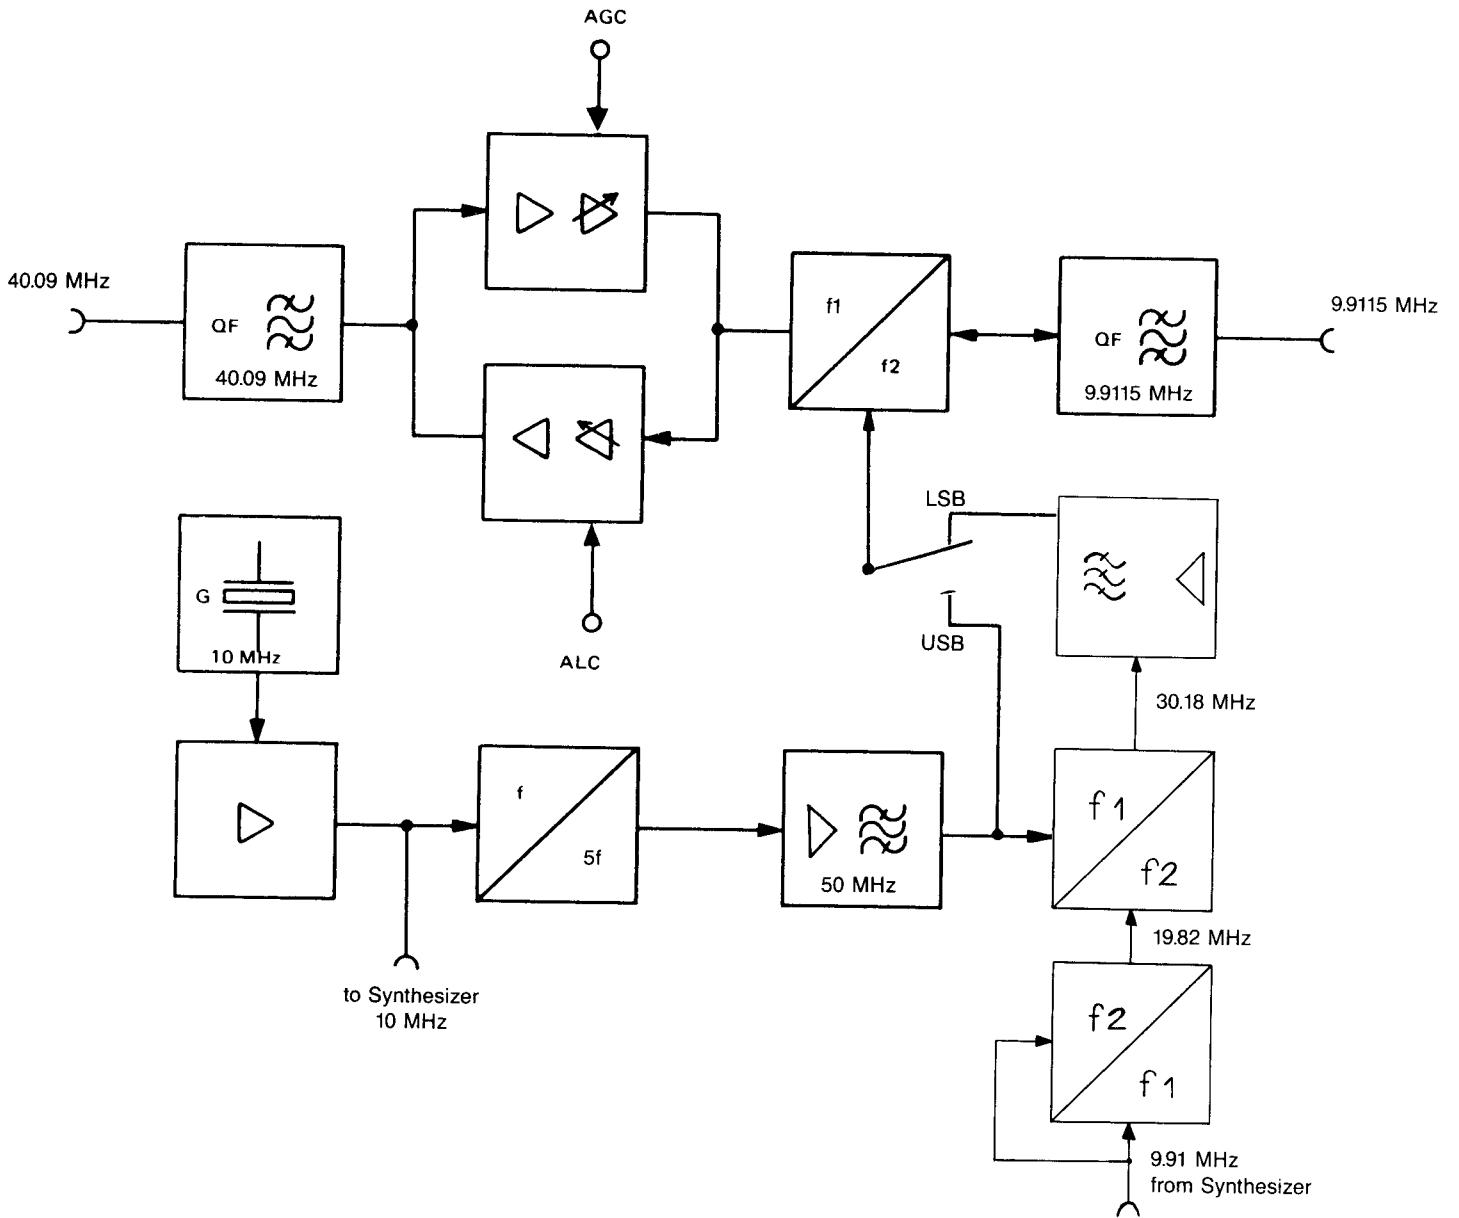 AGC
40.09 MHz
QF
40.09 MHz
f1
f2
QF
9.9115 MHz
9.9115 MHz
ALC
G
10 MHz
LSB
USB
30.18 MHz
f
5f
50 MHz
f1
f2
19.82 MHz
to Synthesizer
10 MHz
f2
f1
9.91 MHz
from Synthesizer